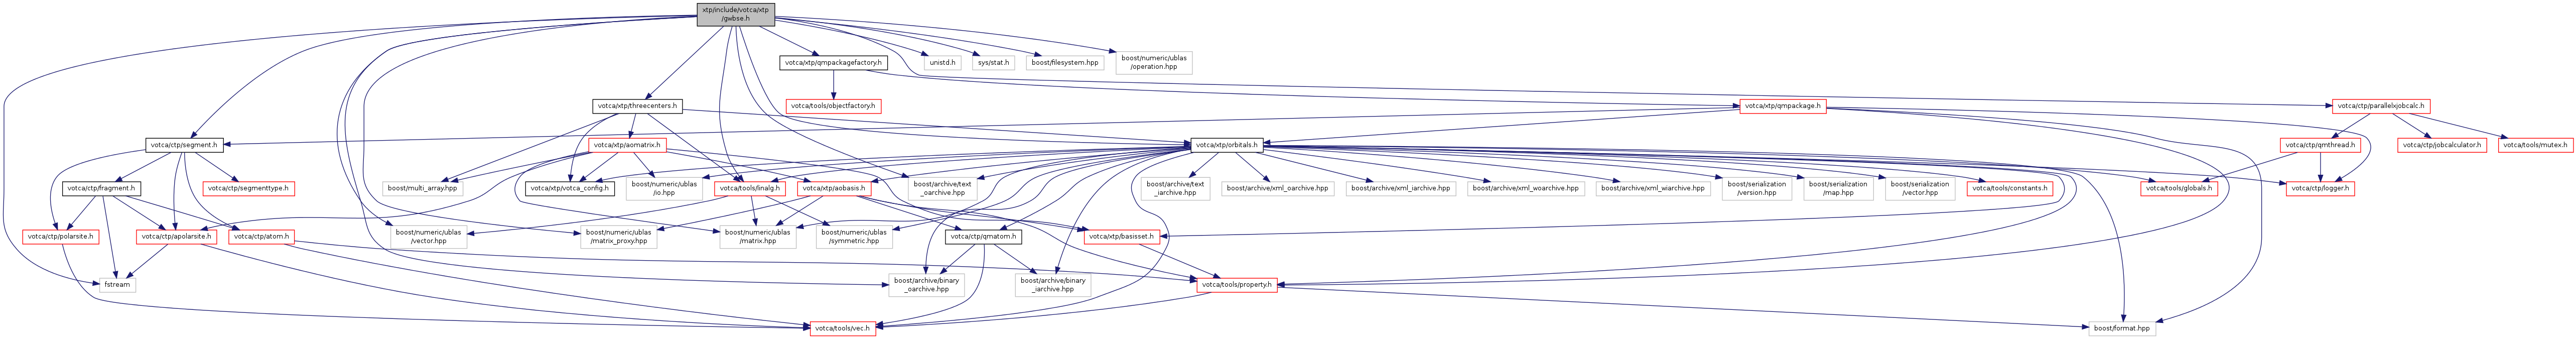 xtp/include/votca/xtp
/gwbse.h
votca/xtp/qmpackagefactory.h
unistd.h
sys/stat.h
boost/filesystem.hpp
boost/numeric/ublas
/operation.hpp
votca/xtp/threecenters.h
votca/tools/objectfactory.h
votca/xtp/qmpackage.h
votca/ctp/parallelxjobcalc.h
votca/ctp/segment.h
votca/xtp/aomatrix.h
votca/xtp/orbitals.h
votca/ctp/qmthread.h
votca/ctp/jobcalculator.h
votca/tools/mutex.h
votca/ctp/fragment.h
votca/ctp/segmenttype.h
boost/multi_array.hpp
votca/xtp/votca_config.h
boost/numeric/ublas
/io.hpp
votca/tools/linalg.h
votca/xtp/aobasis.h
boost/archive/text
_oarchive.hpp
boost/archive/text
_iarchive.hpp
boost/archive/xml_oarchive.hpp
boost/archive/xml_iarchive.hpp
boost/archive/xml_woarchive.hpp
boost/archive/xml_wiarchive.hpp
boost/serialization
/version.hpp
boost/serialization
/map.hpp
boost/serialization
/vector.hpp
votca/tools/constants.h
votca/tools/globals.h
votca/ctp/logger.h
votca/ctp/polarsite.h
votca/ctp/apolarsite.h
votca/ctp/atom.h
boost/numeric/ublas
/vector.hpp
boost/numeric/ublas
/matrix_proxy.hpp
boost/numeric/ublas
/matrix.hpp
boost/numeric/ublas
/symmetric.hpp
votca/ctp/qmatom.h
votca/xtp/basisset.h
fstream
boost/archive/binary
_oarchive.hpp
boost/archive/binary
_iarchive.hpp
votca/tools/property.h
votca/tools/vec.h
boost/format.hpp